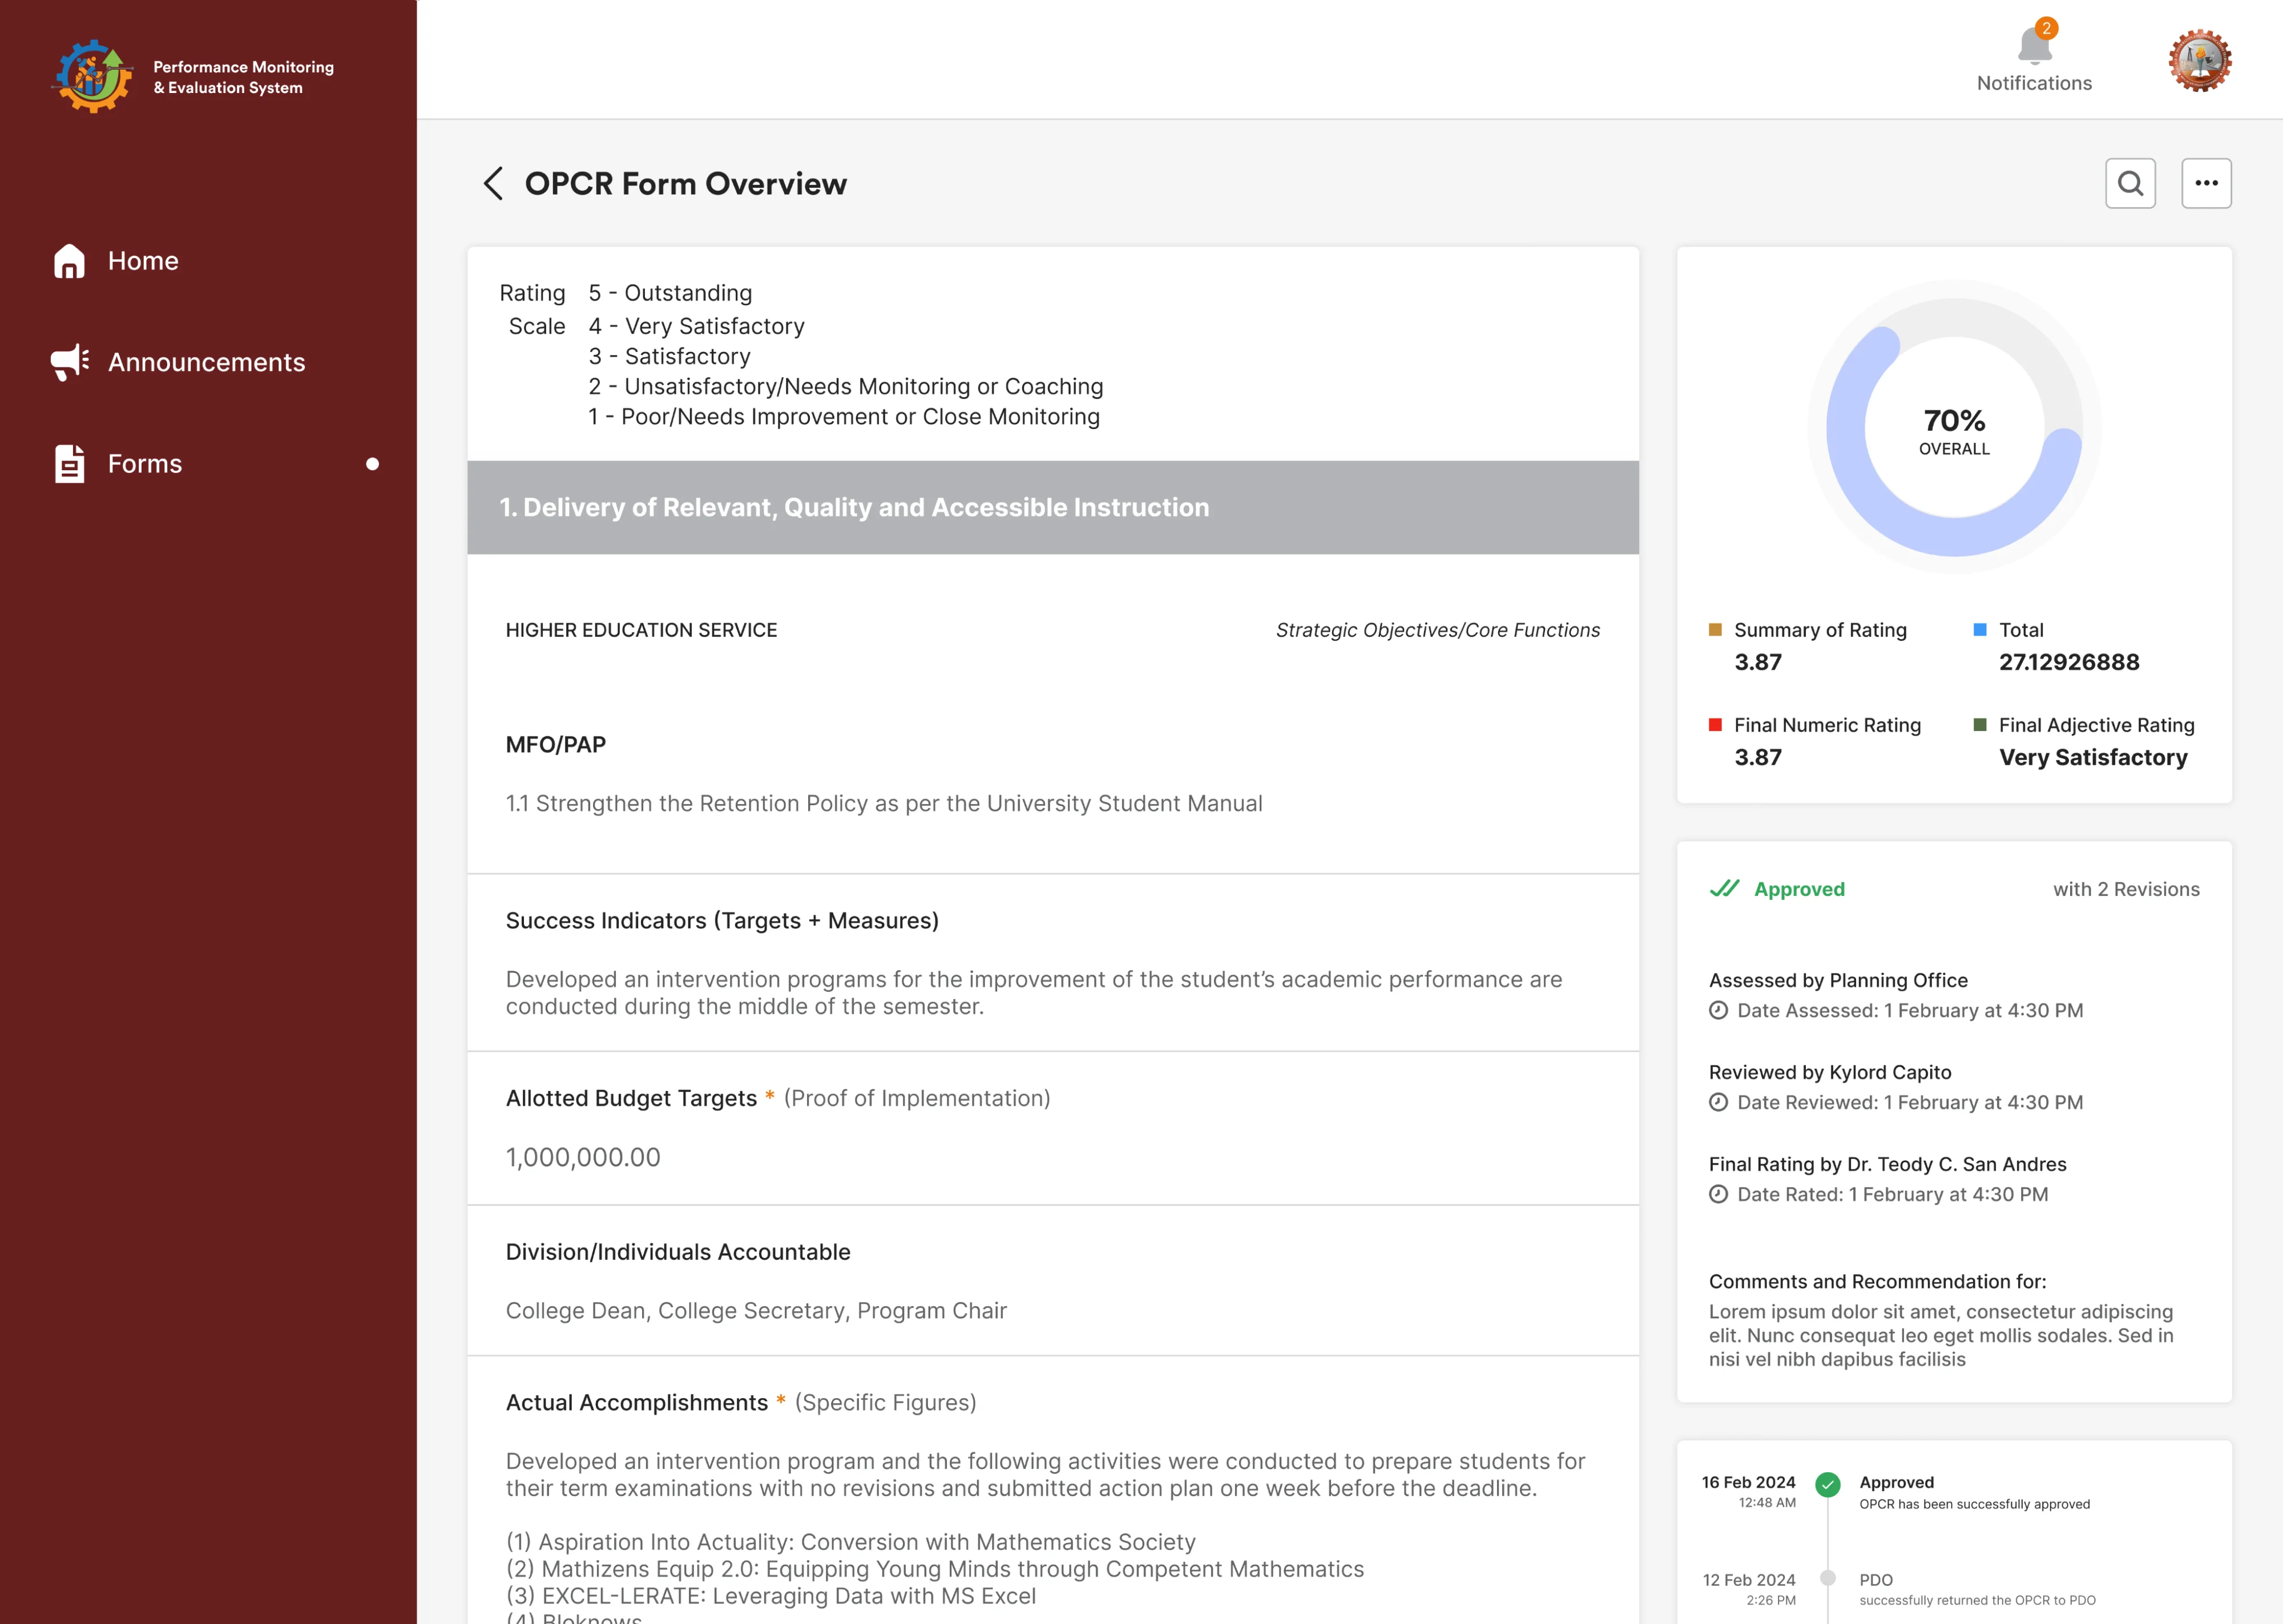 Performance Monitoring
& Evaluation System
Home
Announcements
Forms
2
Notifications
OPCR Form Overview
Rating
Scale
5 - Outstanding
4 - Very Satisfactory
3 - Satisfactory
2 - Unsatisfactory/Needs Monitoring or Coaching
1 - Poor/Needs Improvement or Close Monitoring
1. Delivery of Relevant, Quality and Accessible Instruction
HIGHER EDUCATION SERVICE
Strategic Objectives/Core Functions
MFO/PAP
1.1 Strengthen the Retention Policy as per the University Student Manual
Success Indicators (Targets + Measures)
Developed an intervention programs for the improvement of the student's academic performance are
conducted during the middle of the semester.
Allotted Budget Targets * (Proof of Implementation)
1,000,000.00
Division/Individuals Accountable
College Dean, College Secretary, Program Chair
Actual Accomplishments * (Specific Figures)
Developed an intervention program and the following activities were conducted to prepare students for
their term examinations with no revisions and submitted action plan one week before the deadline.
(1) Aspiration Into Actuality: Conversion with Mathematics Society
(2) Mathizens Equip 2.0: Equipping Young Minds through Competent Mathematics
(3) EXCEL-LERATE: Leveraging Data with MS Excel
(4) Bloknows
70%
OVERALL
Summary of Rating
3.87
Total
27.12926888
Final Numeric Rating
3.87
Final Adjective Rating
Very Satisfactory
Approved
with 2 Revisions
Assessed by Planning Office
Date Assessed: 1 February at 4:30 PM
Reviewed by Kylord Capito
Date Reviewed: 1 February at 4:30 PM
Final Rating by Dr. Teody C. San Andres
Date Rated: 1 February at 4:30 PM
Comments and Recommendation for:
Lorem ipsum dolor sit amet, consectetur adipiscing
elit. Nunc consequat leo eget mollis sodales. Sed in
nisi vel nibh dapibus facilisis
16 Feb 2024
12:48 AM
Approved
OPCR has been successfully approved
12 Feb 2024
2:26 PM
PDO
successfully returned the OPCR to PDO